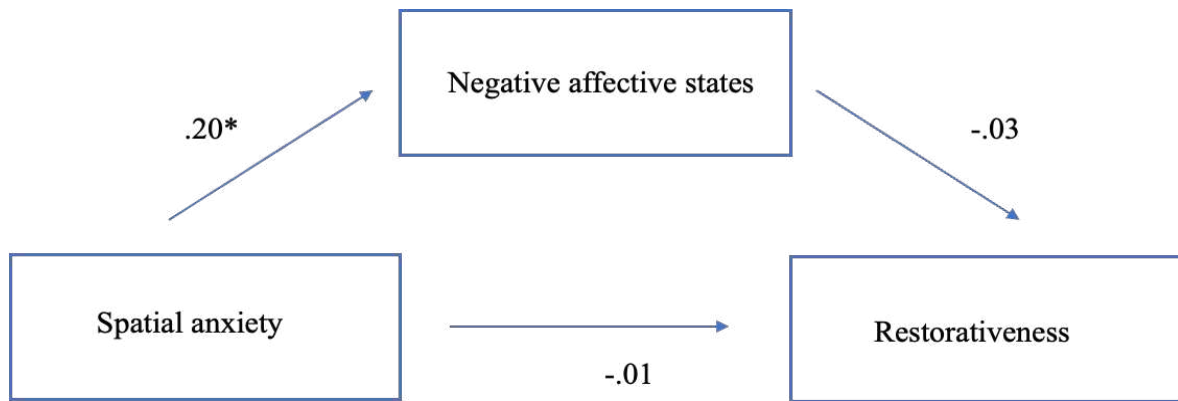 Negative affective states
.20*
-.03
Spatial anxiety
Restorativeness
-.01